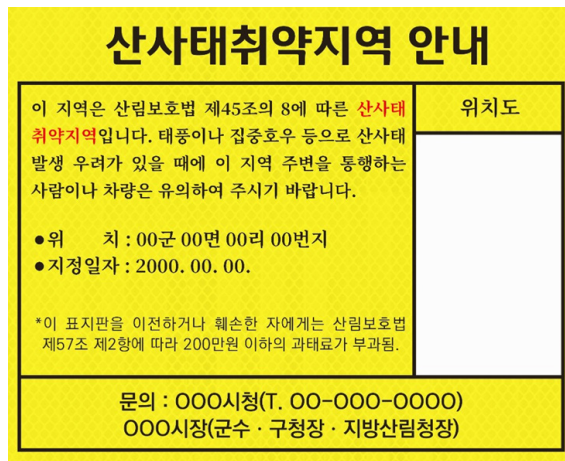 산사태취약지역 안내
이 지역은 산림보호법 제45조의 8에 따른 산사태
취약지역입니다. 태풍이나 집중호우 등으로 산사태
발생 우려가 있을 때에 이 지역 주변을 통행하는
사람이나 차량은 유의하여 주시기 바랍니다.
위치도
●위 치 : 00군 00면 00리 00번지
●지정일자 : 2000. 00. 00.
*이 표지판을 이전하거나 훼손한 자에게는 산림보호법
제57조 제2항에 따라 200만원 이하의 과태료가 부과됨.
문의 : OOO시청(T. OO-OOO-OOOO)
OOO시장(군수 · 구청장 · 지방산림청장)